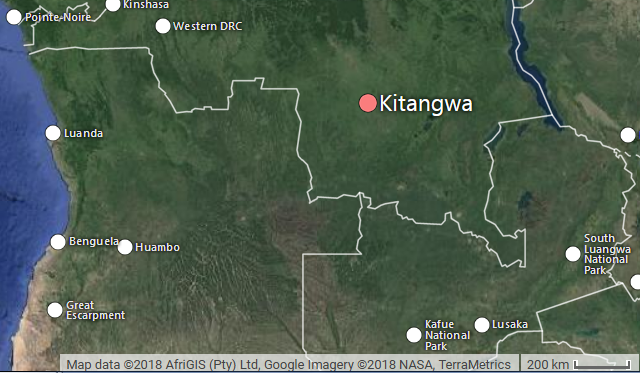 Kinshasa
Pointe Noire
Western DRC
Kitangwa
Luanda
Benguela
Huambo
South
Luangwa
National
Park
Great
Escarpment
Kafue
National
Park
Lusaka
Map data ©2018 AfriGIS (Pty) Ltd, Google Imagery ©2018 NASA, TerraMetrics
200 km